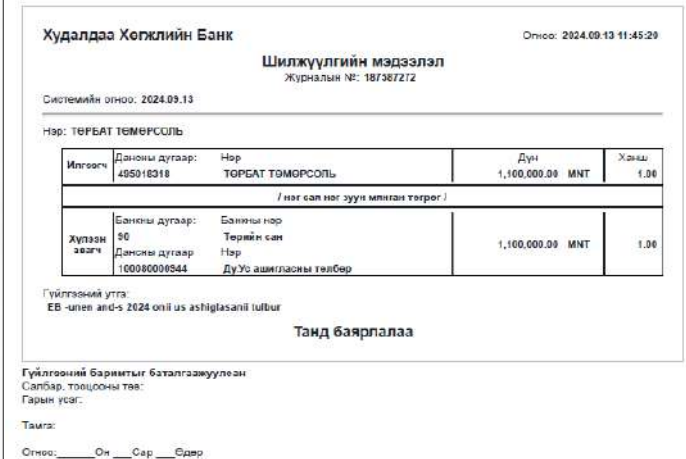 Худалдаа Хөгжлийн Банк
Огноо: 2024.09.13 11:45:20
Шилжүүлгийн мэдээлэл
Журналын №: 187387272
Системийн огноо: 2024.09.13
Нэр: ТӨРБАТ ТӨМӨРСОЛЬ
Илгээгч
Дансны дугаар: Нэр Дүн Ханш
495018318 ТӨРБАТ ТӨМӨРСОЛЬ 1,100,000.00 MNT 1.00
/ нэг сая нэг зуун мянган төгрөг /
Хүлээн авагч
Банкны дугаар: Банкны нэр
90 Төрийн сан
1,100,000.00 MNT 1.00
Дансны дугаар Нэр
100080000944 Ду.Ус ашигласны төлбөр
Гүйлгээний утга:
EB -unen and-s 2024 onii us ashiglasanii tulbur
Танд баярлалаа
Гүйлгээний баримтыг баталгаажуулсан
Салбар, тооцооны төв:
Гарын үсэг:
Тамга:
Огноо:______Он ___Сар ___Өдөр